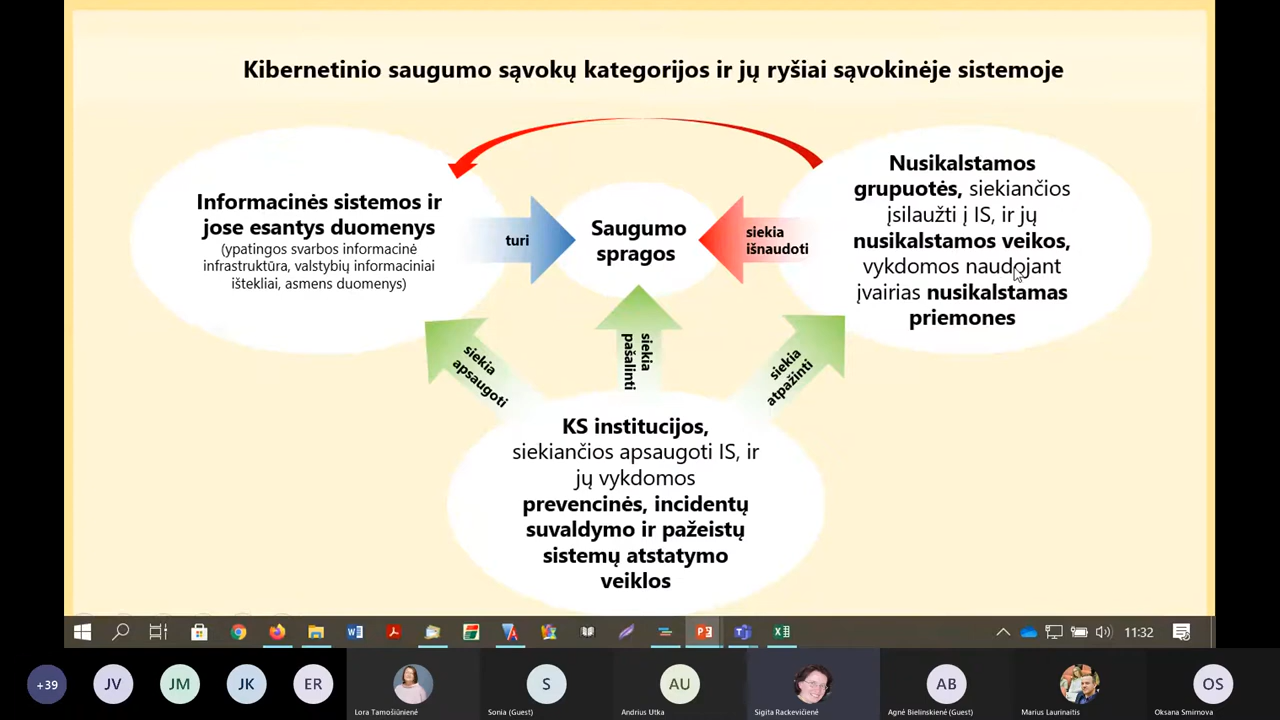 Kibernetinio saugumo sąvokų kategorijos ir jų ryšiai sąvokinėje sistemoje
Informacinės sistemos ir
jose esantys duomenys
(ypatingos svarbos informacinė
infrastruktūra, valstybių informaciniai
ištekliai, asmens duomenys)
turi
Saugumo
spragos
siekia
išnaudoti
Nusikalstamos
grupuotės, siekiančios
įsilaužti į IS, ir jų
nusikalstamos veikos,
vykdomos naudojant
įvairias nusikalstamas
priemones
siekia
apsaugoti
siekia
pašalinti
siekia
atpažinti
KS institucijos,
siekiančios apsaugoti IS, ir
jų vykdomos
prevencinės, incidentų
suvaldymo ir pažeistų
sistemų atstatymo
veiklos
11:32
+39
JV
JM
JK
ER
Lora Tamošiūnienė
S
Sonia (Guest)
AU
Andrius Utka
Sigita Rackevičienė
AB
Agnė Bielinskienė (Guest)
Marius Laurinaitis
OS
Oksana Smirnova